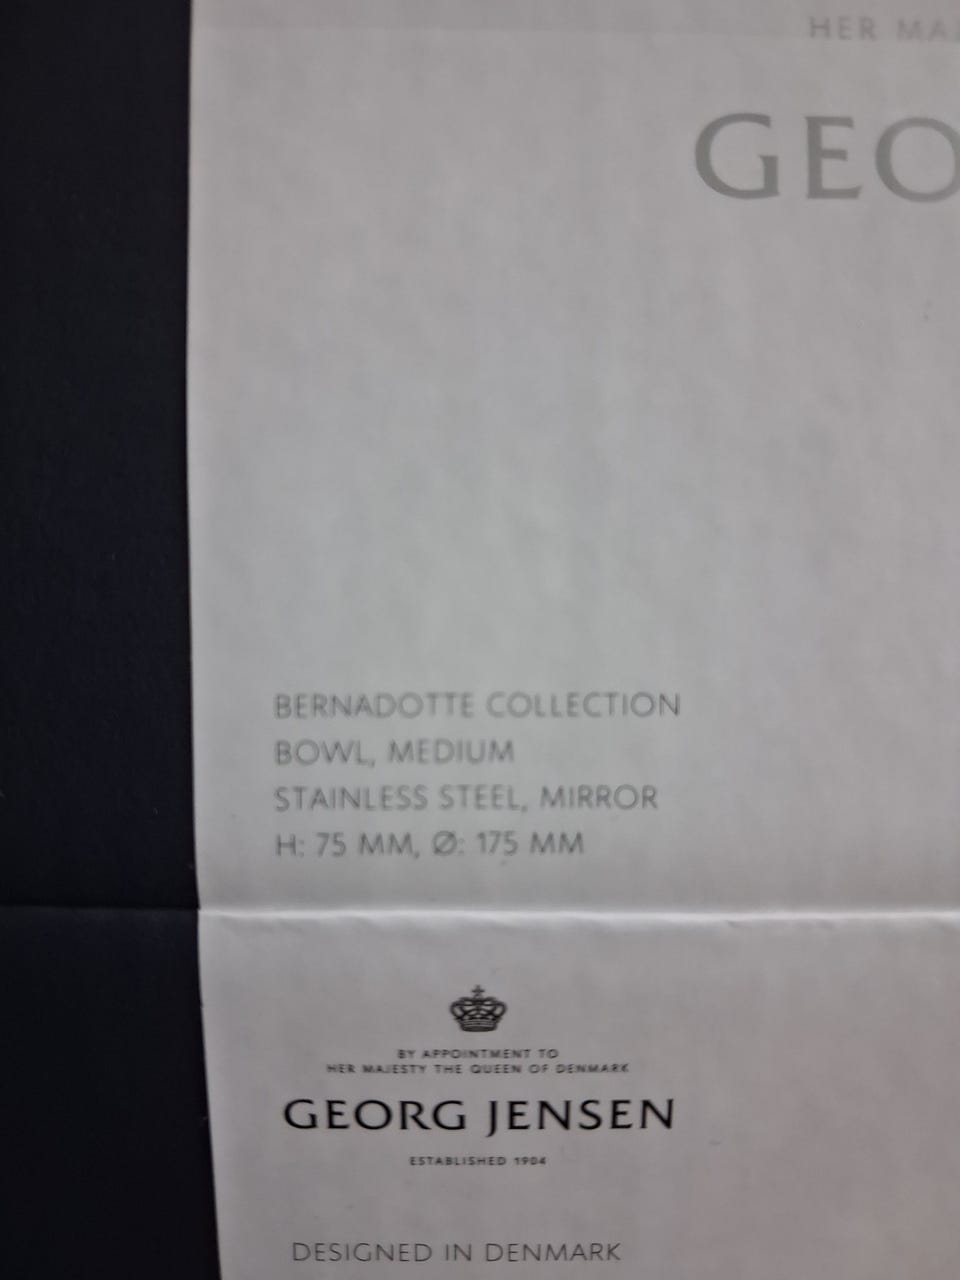 HER MA
GEO
BERNADOTTE COLLECTION
BOWL, MEDIUM
STAINLESS STEEL, MIRROR
H: 75 MM, Ø: 175 MM
BY APPOINTMENT TO
HER MAJESTY THE QUEEN OF DENMARK
GEORG JENSEN
ESTABLISHED 1904
DESIGNED IN DENMARK